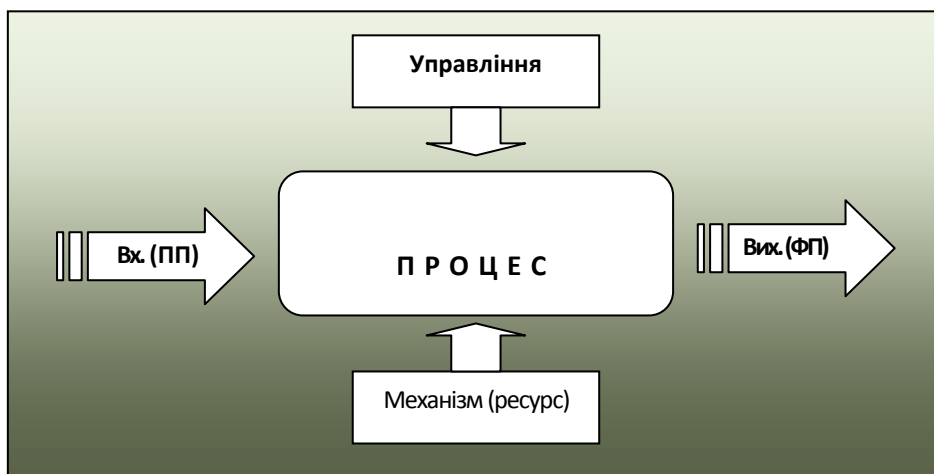 Управління
Вх. (ПП)
П Р О Ц Е С
Вих. (ФП)
Механізм (ресурс)